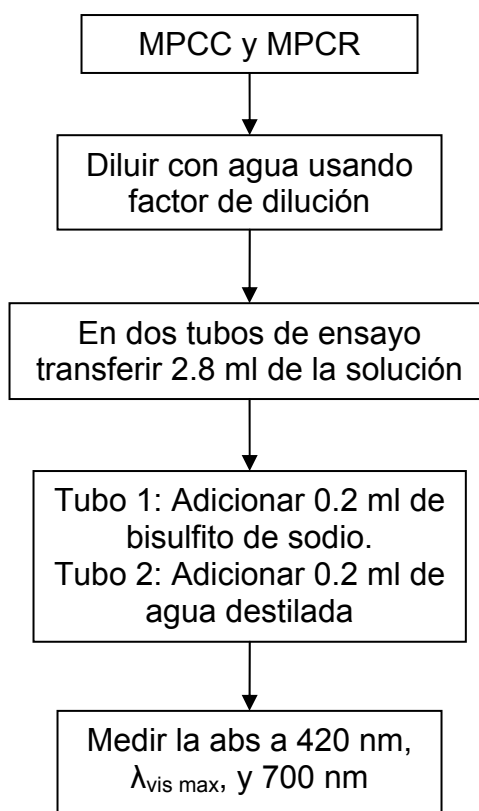 MPCC y MPCR
Diluir con agua usando
factor de dilución
En dos tubos de ensayo
transferir 2.8 ml de la solución
Tubo 1: Adicionar 0.2 ml de
bisulfito de sodio.
Tubo 2: Adicionar 0.2 ml de
agua destilada
Medir la abs a 420 nm,
λvis max, y 700 nm